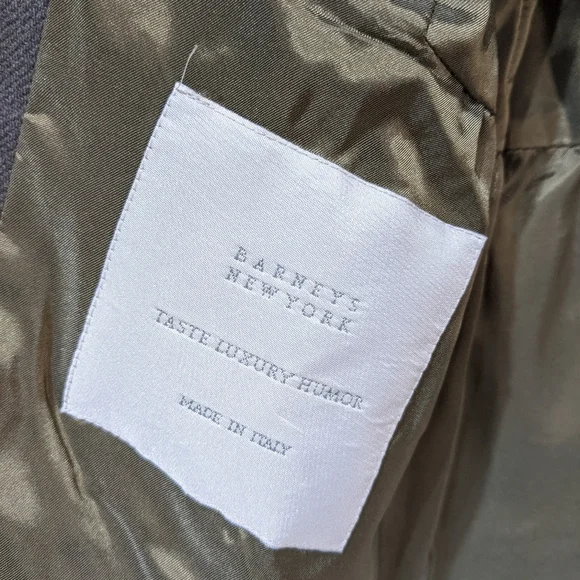 BARNEYS
NEWYORK
TASTE LUXURY HUMOR
MADE IN ITALY